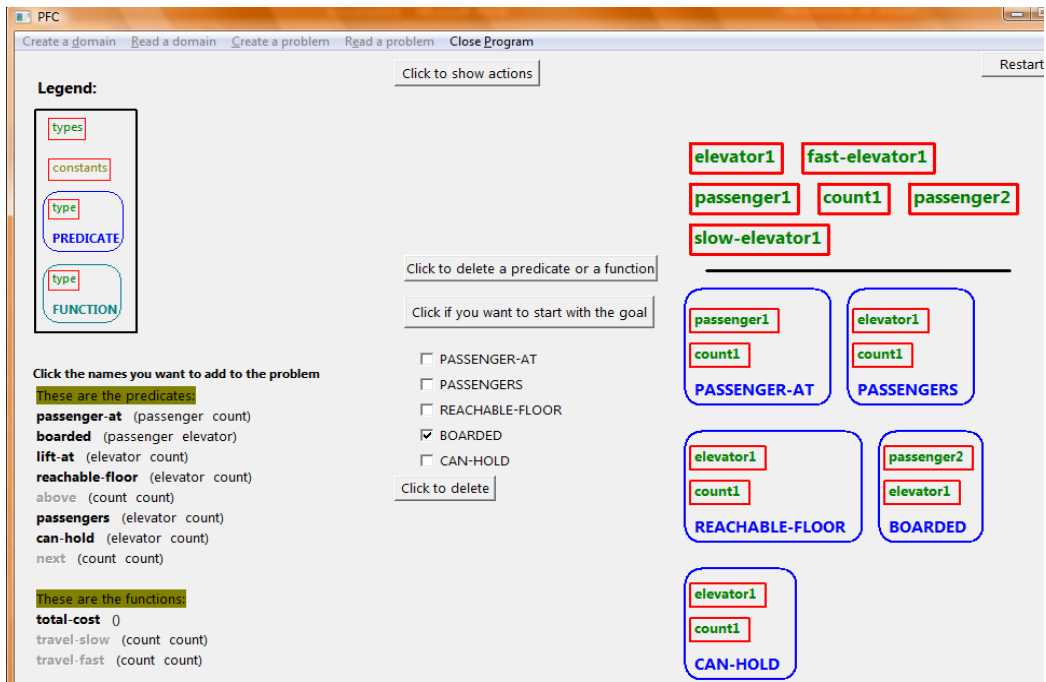 PFC
Create a domain Read a domain Create a problem Read a problem Close Program
Click to show actions
Restart
Legend:
types
constants
type
PREDICATE
type
FUNCTION
Click the names you want to add to the problem
These are the predicates:
passenger-at (passenger count)
boarded (passenger elevator)
lift-at (elevator count)
reachable-floor (elevator count)
above (count count)
passengers (elevator count)
can-hold (elevator count)
next (count count)
These are the functions:
total-cost ()
travel-slow (count count)
travel-fast (count count)
Click to delete a predicate or a function
Click if you want to start with the goal
PASSENGER-AT
PASSENGERS
REACHABLE-FLOOR
BOARDED
CAN-HOLD
Click to delete
elevator1 fast-elevator1
passenger1 count1 passenger2
slow-elevator1
passenger1
count1
PASSENGER-AT
elevator1
count1
PASSENGERS
elevator1
count1
REACHABLE-FLOOR
passenger2
elevator1
BOARDED
elevator1
count1
CAN-HOLD